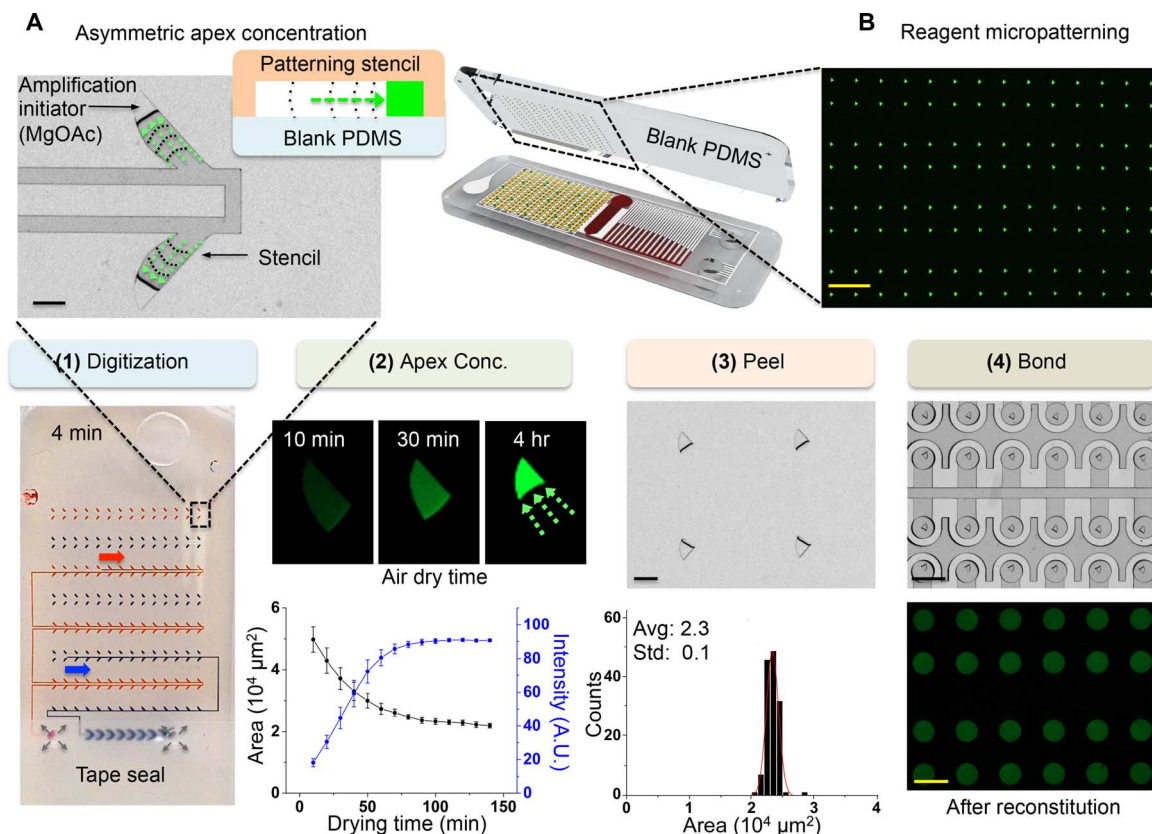 A
Asymmetric apex concentration
Amplification
initiator
(MgOAc)
Patterning stencil
Blank PDMS
Stencil
Blank PDMS
B
Reagent micropatterning
(1) Digitization
(2) Apex Conc.
(3) Peel
(4) Bond
4 min
Tape seal
10 min
30 min
4 hr
Air dry time
6
4
2
0
Area (10⁴ μm²)
100
80
60
40
20
0
Intensity (A.U.)
0
50
100
150
Drying time (min)
Avg: 2.3
Std: 0.1
60
40
20
0
Counts
0
1
2
3
4
Area (10⁴ μm²)
After reconstitution